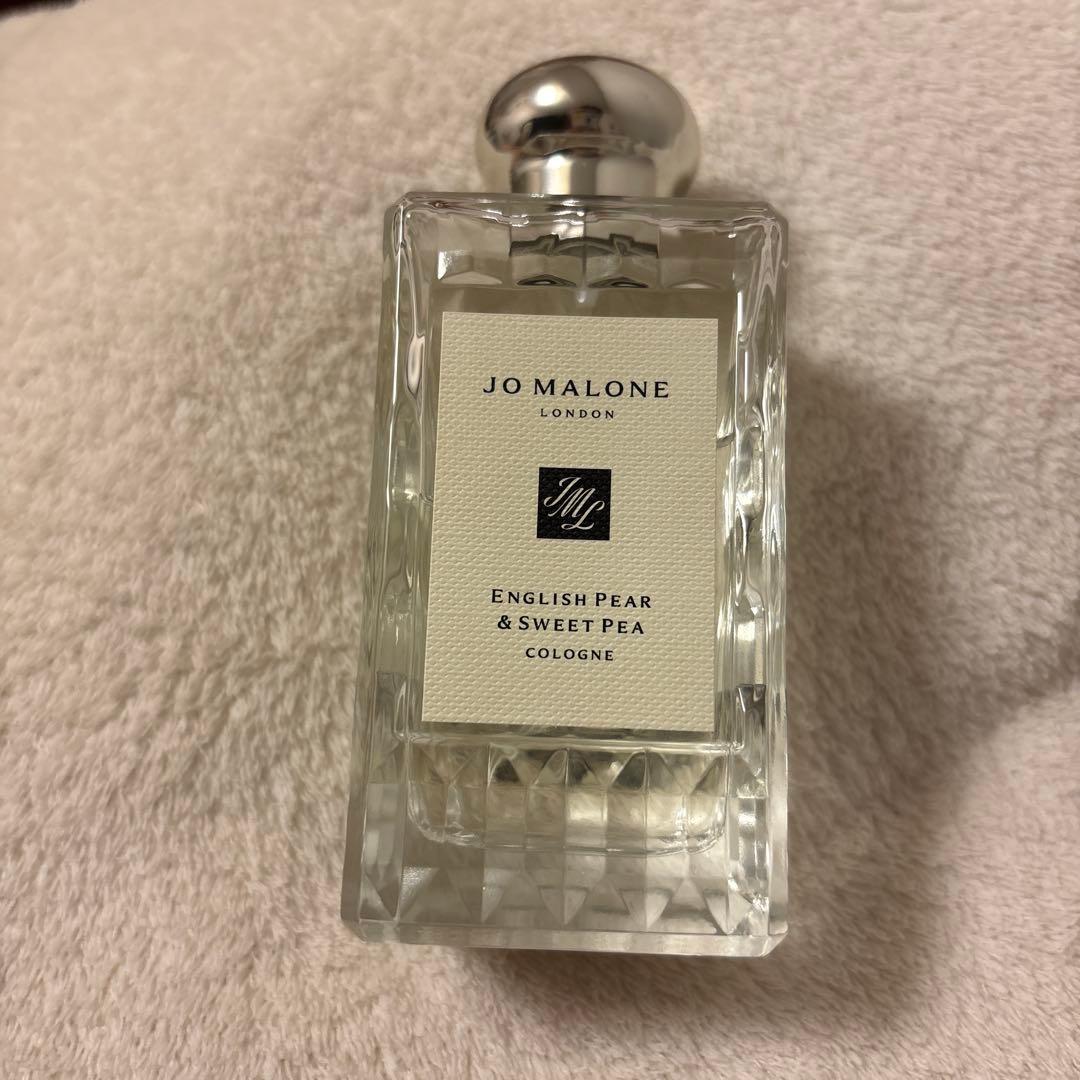 JO MALONE
LONDON
JML
ENGLISH PEAR
& SWEET PEA
COLOGNE